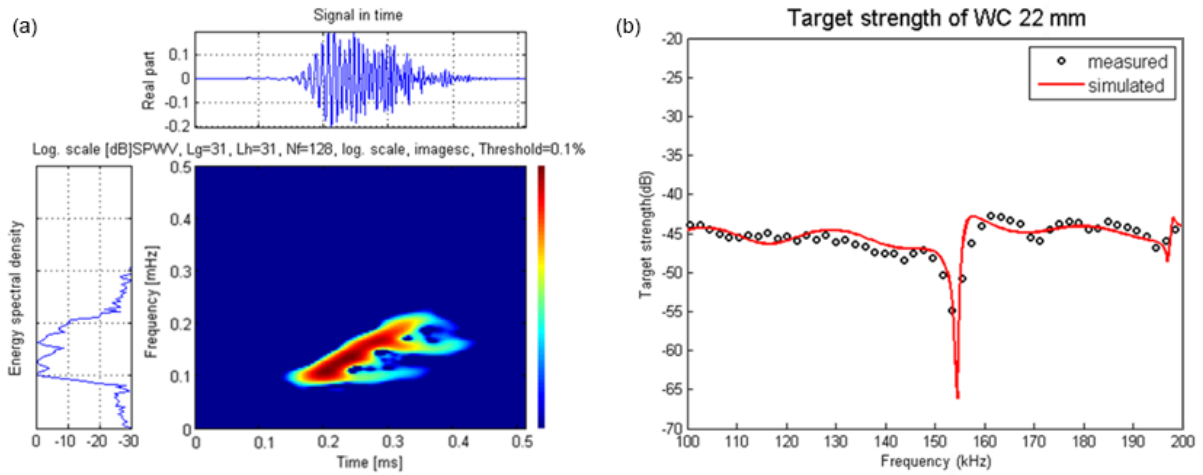 (a)
Signal in time
Real part
0.1
0
-0.1
-0.2
Log. scale [dB]SPWV, Lg=31, Lh=31, Nf=128, log. scale, imagesc, Threshold=0.1%
Energy spectral density
0 -10 -20 -30
Frequency [mHz]
0.5
0.4
0.3
0.2
0.1
0
0 0.1 0.2 0.3 0.4 0.5
Time [ms]
(b)
Target strength of WC 22 mm
measured
simulated
Target strength(dB)
-20
-25
-30
-35
-40
-45
-50
-55
-60
-65
-70
100 110 120 130 140 150 160 170 180 190 200
Frequency (kHz)